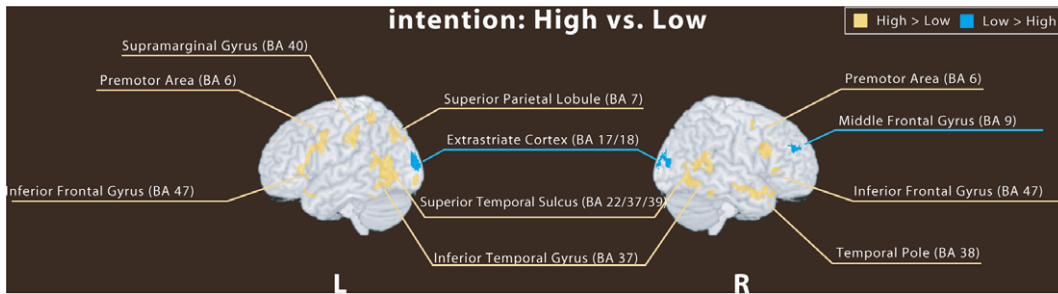 intention: High vs. Low
High > Low
Low > High
Supramarginal Gyrus (BA 40)
Premotor Area (BA 6)
Superior Parietal Lobule (BA 7)
Premotor Area (BA 6)
Middle Frontal Gyrus (BA 9)
Extrastriate Cortex (BA 17/18)
Inferior Frontal Gyrus (BA 47)
Superior Temporal Sulcus (BA 22/37/39)
Inferior Frontal Gyrus (BA 47)
Inferior Temporal Gyrus (BA 37)
Temporal Pole (BA 38)
L
R